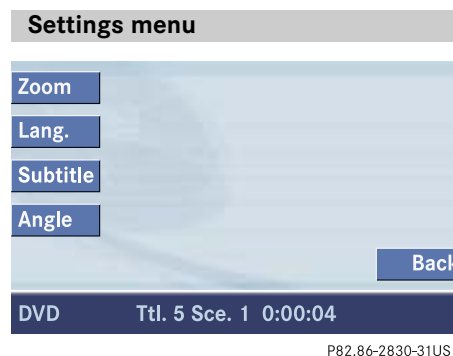 Settings menu
Zoom
Lang.
Subtitle
Angle
Back
DVD Ttl. 5 Sce. 1 0:00:04
P82.86-2830-31US